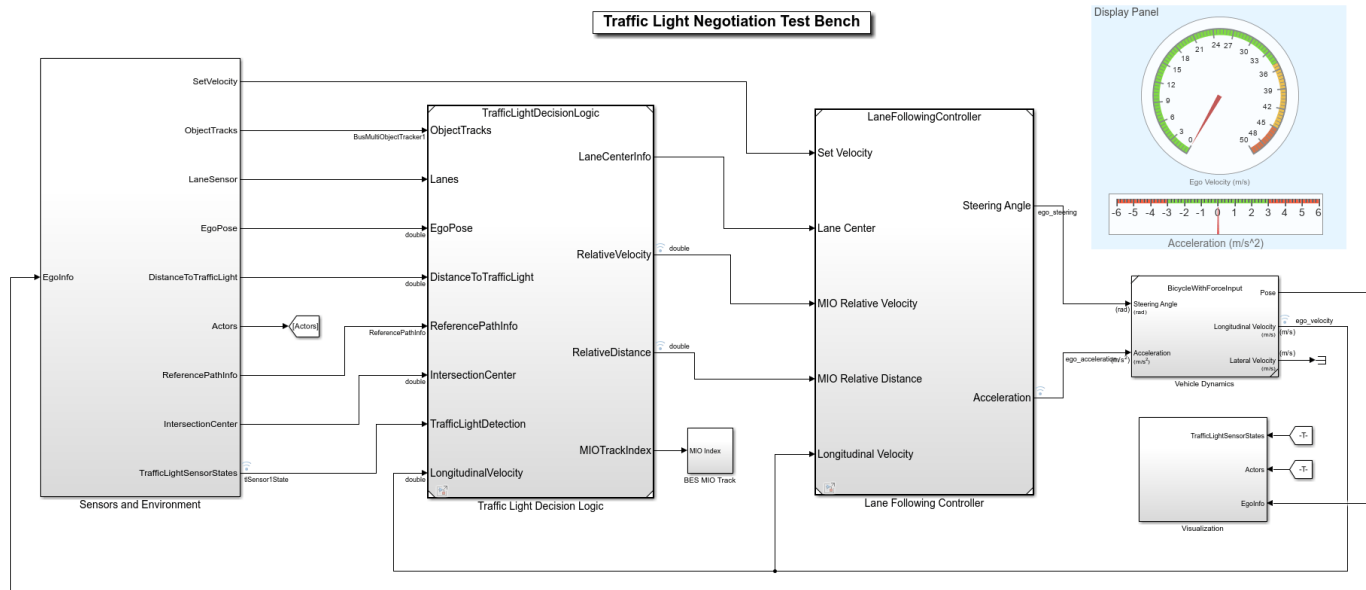 Traffic Light Negotiation Test Bench
Display Panel
0 3 6 9 12 15 18 21 24 27 30 33 36 39 42 45 48 50
Ego Velocity (m/s)
-6 -5 -4 -3 -2 -1 0 1 2 3 4 5 6
Acceleration (m/s^2)
EgoInfo
SetVelocity
ObjectTracks
LaneSensor
EgoPose
DistanceToTrafficLight
Actors
ReferencePathInfo
IntersectionCenter
TrafficLightSensorStates
Sensors and Environment
[Actors]
BusMultiObjectTracker1
double
double
ReferencePathInfo
double
tlSensor1State
double
TrafficLightDecisionLogic
ObjectTracks
Lanes
EgoPose
DistanceToTrafficLight
ReferencePathInfo
IntersectionCenter
TrafficLightDetection
LongitudinalVelocity
LaneCenterInfo
RelativeVelocity
RelativeDistance
MIOTrackIndex
Traffic Light Decision Logic
double
double
MIO Index
BES MIO Track
LaneFollowingController
Set Velocity
Lane Center
MIO Relative Velocity
MIO Relative Distance
Longitudinal Velocity
Steering Angle
Acceleration
Lane Following Controller
ego_steering
ego_acceleration
(rad)
(m/s²)
BicycleWithForceInput
Steering Angle
(rad)
Acceleration
(m/s²)
Pose
Longitudinal Velocity
(m/s)
Lateral Velocity
(m/s)
Vehicle Dynamics
ego_velocity
(m/s)
(m/s)
TrafficLightSensorStates
Actors
EgoInfo
Visualization
-T-
-T-